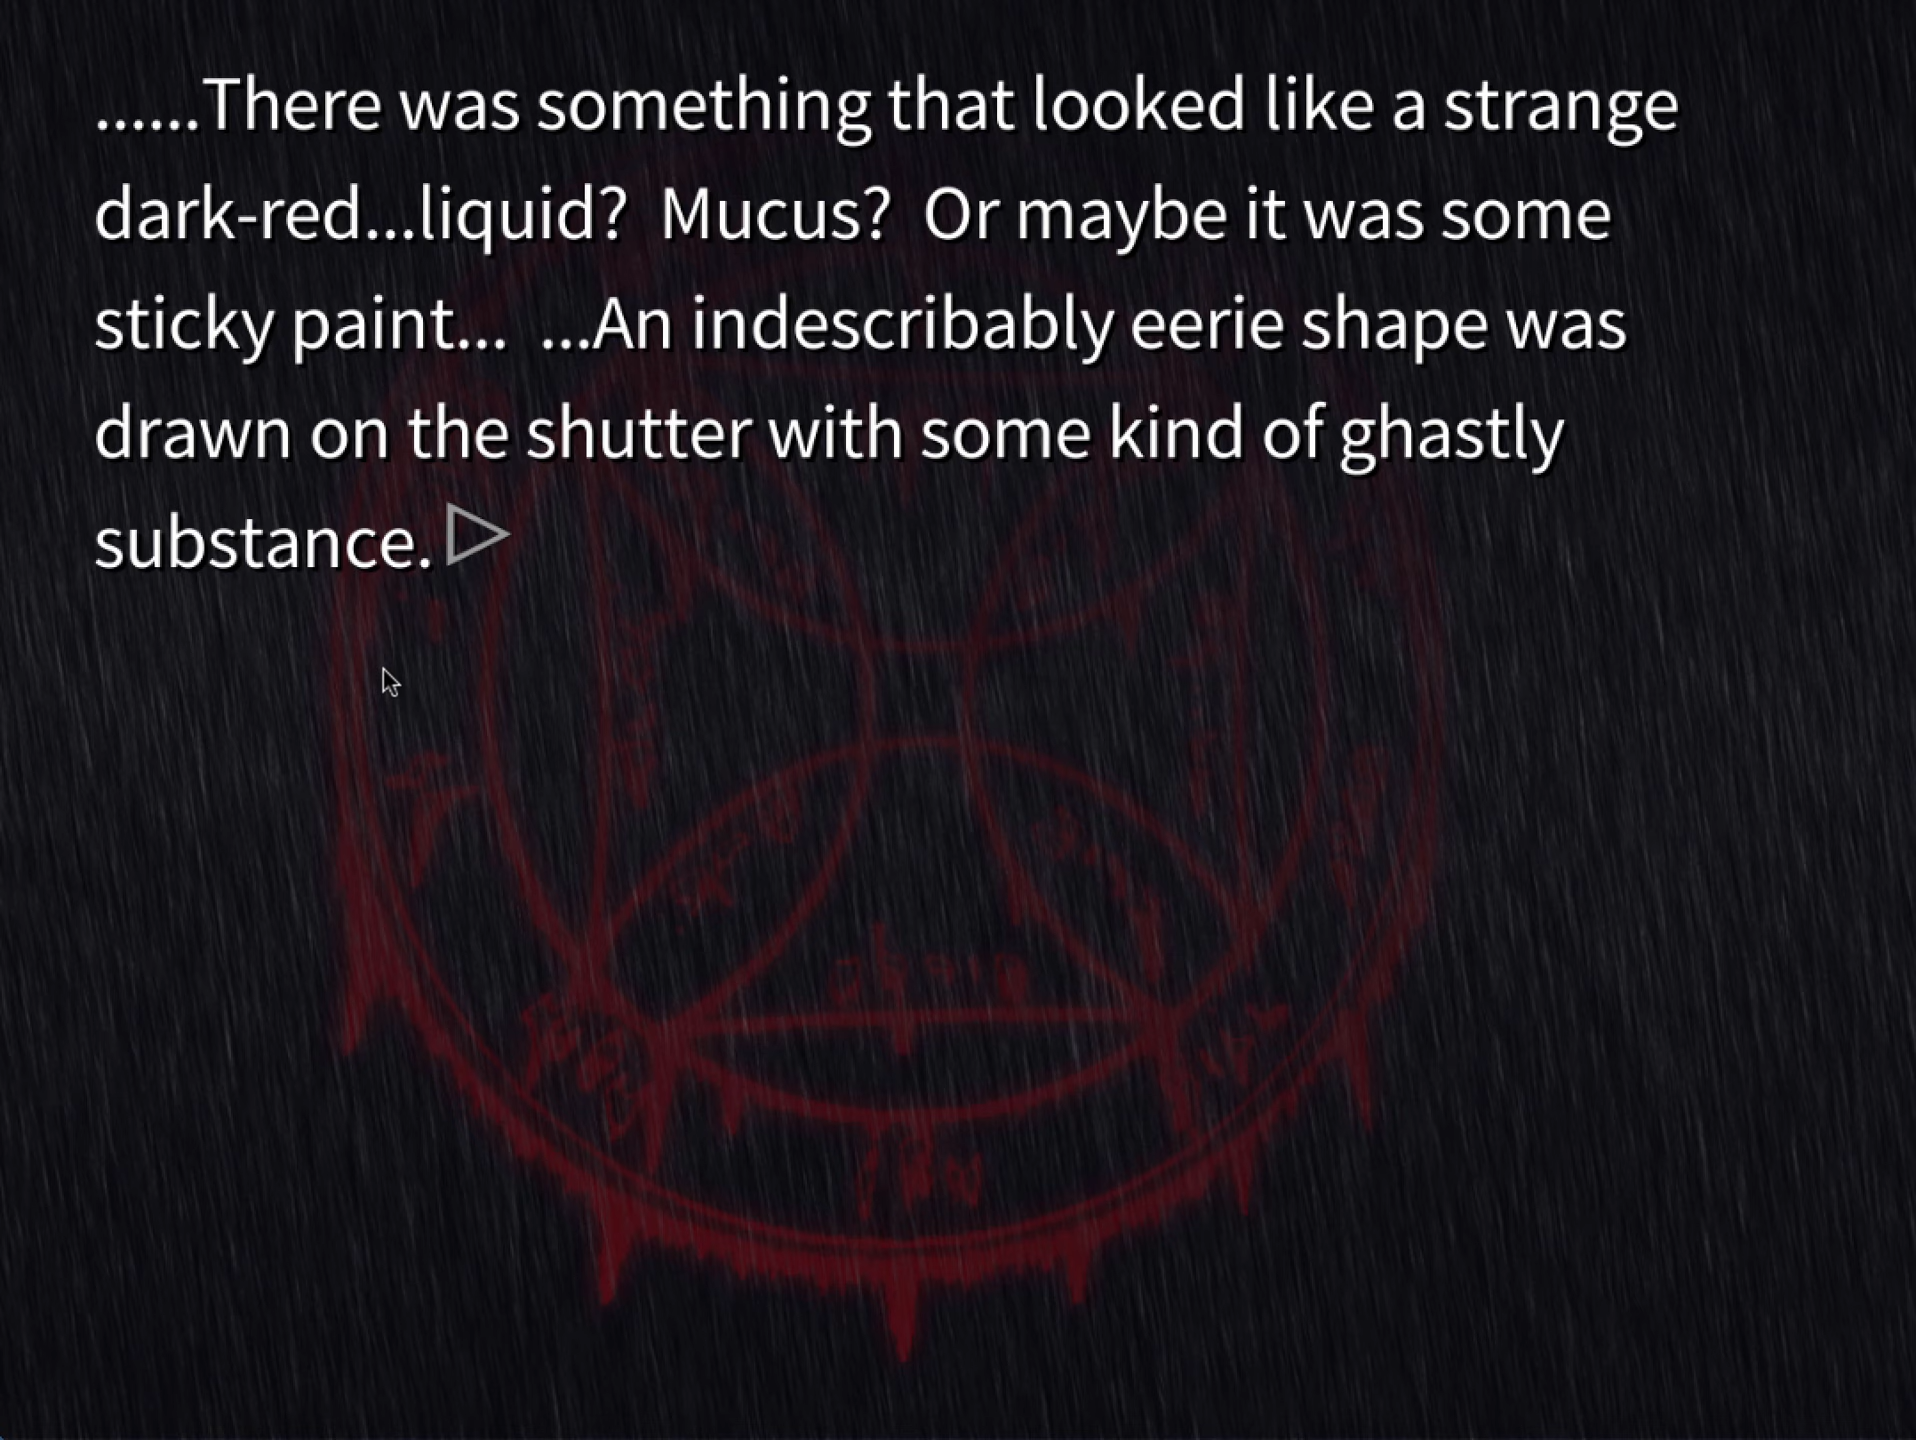 ......There was something that looked like a strange
dark-red...liquid?  Mucus?  Or maybe it was some
sticky paint...  ...An indescribably eerie shape was
drawn on the shutter with some kind of ghastly
substance.